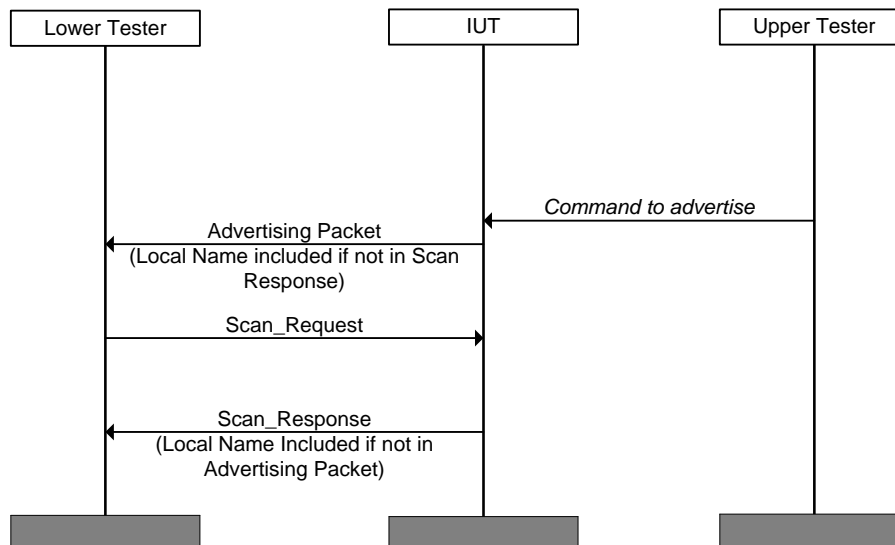 Lower Tester
IUT
Upper Tester
Command to advertise
Advertising Packet
(Local Name included if not in Scan
Response)
Scan_Request
Scan_Response
(Local Name Included if not in
Advertising Packet)